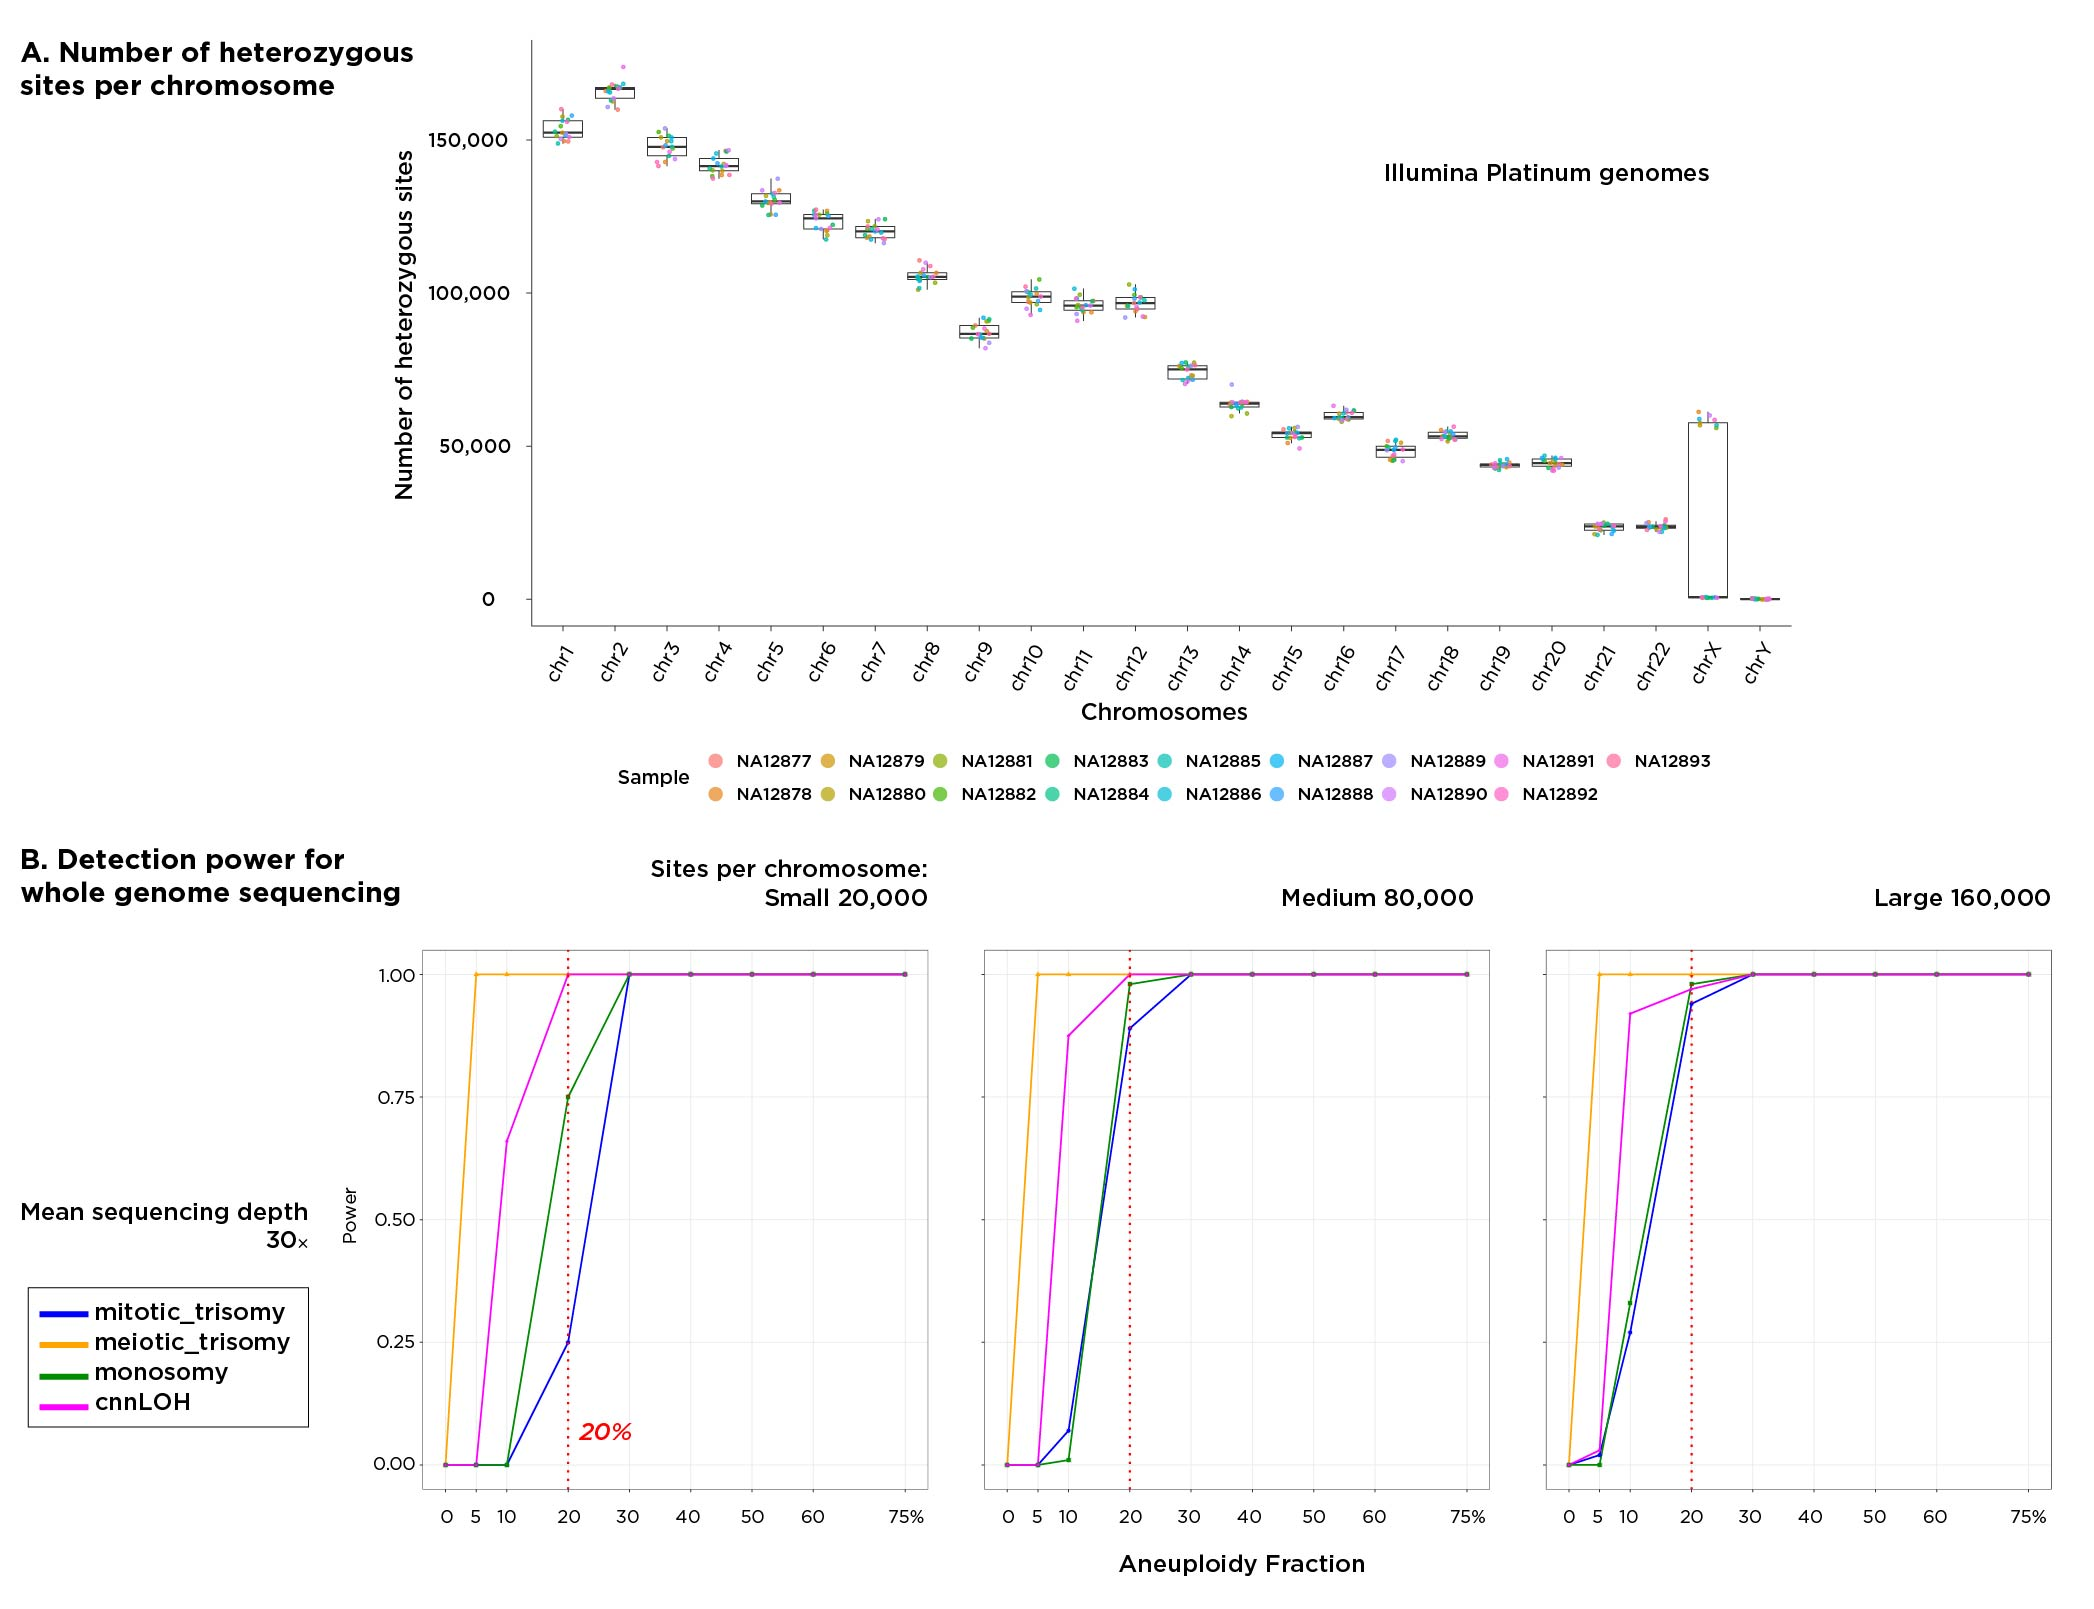 A. Number of heterozygous
sites per chromosome
Number of heterozygous sites
150,000
100,000
50,000
0
Illumina Platinum genomes
chr1 chr2 chr3 chr4 chr5 chr6 chr7 chr8 chr9 chr10 chr11 chr12 chr13 chr14 chr15 chr16 chr17 chr18 chr19 chr20 chr21 chr22 chrX chrY
Chromosomes
Sample
NA12877 NA12879 NA12881 NA12883 NA12885 NA12887 NA12889 NA12891 NA12893
NA12878 NA12880 NA12882 NA12884 NA12886 NA12888 NA12890 NA12892
B. Detection power for
whole genome sequencing
Sites per chromosome:
Small 20,000
Medium 80,000
Large 160,000
Mean sequencing depth
30×
mitotic_trisomy
meiotic_trisomy
monosomy
cnnLOH
Power
1.00
0.75
0.50
0.25
0.00
20%
0 5 10 20 30 40 50 60 75%
0 5 10 20 30 40 50 60 75%
0 5 10 20 30 40 50 60 75%
Aneuploidy Fraction